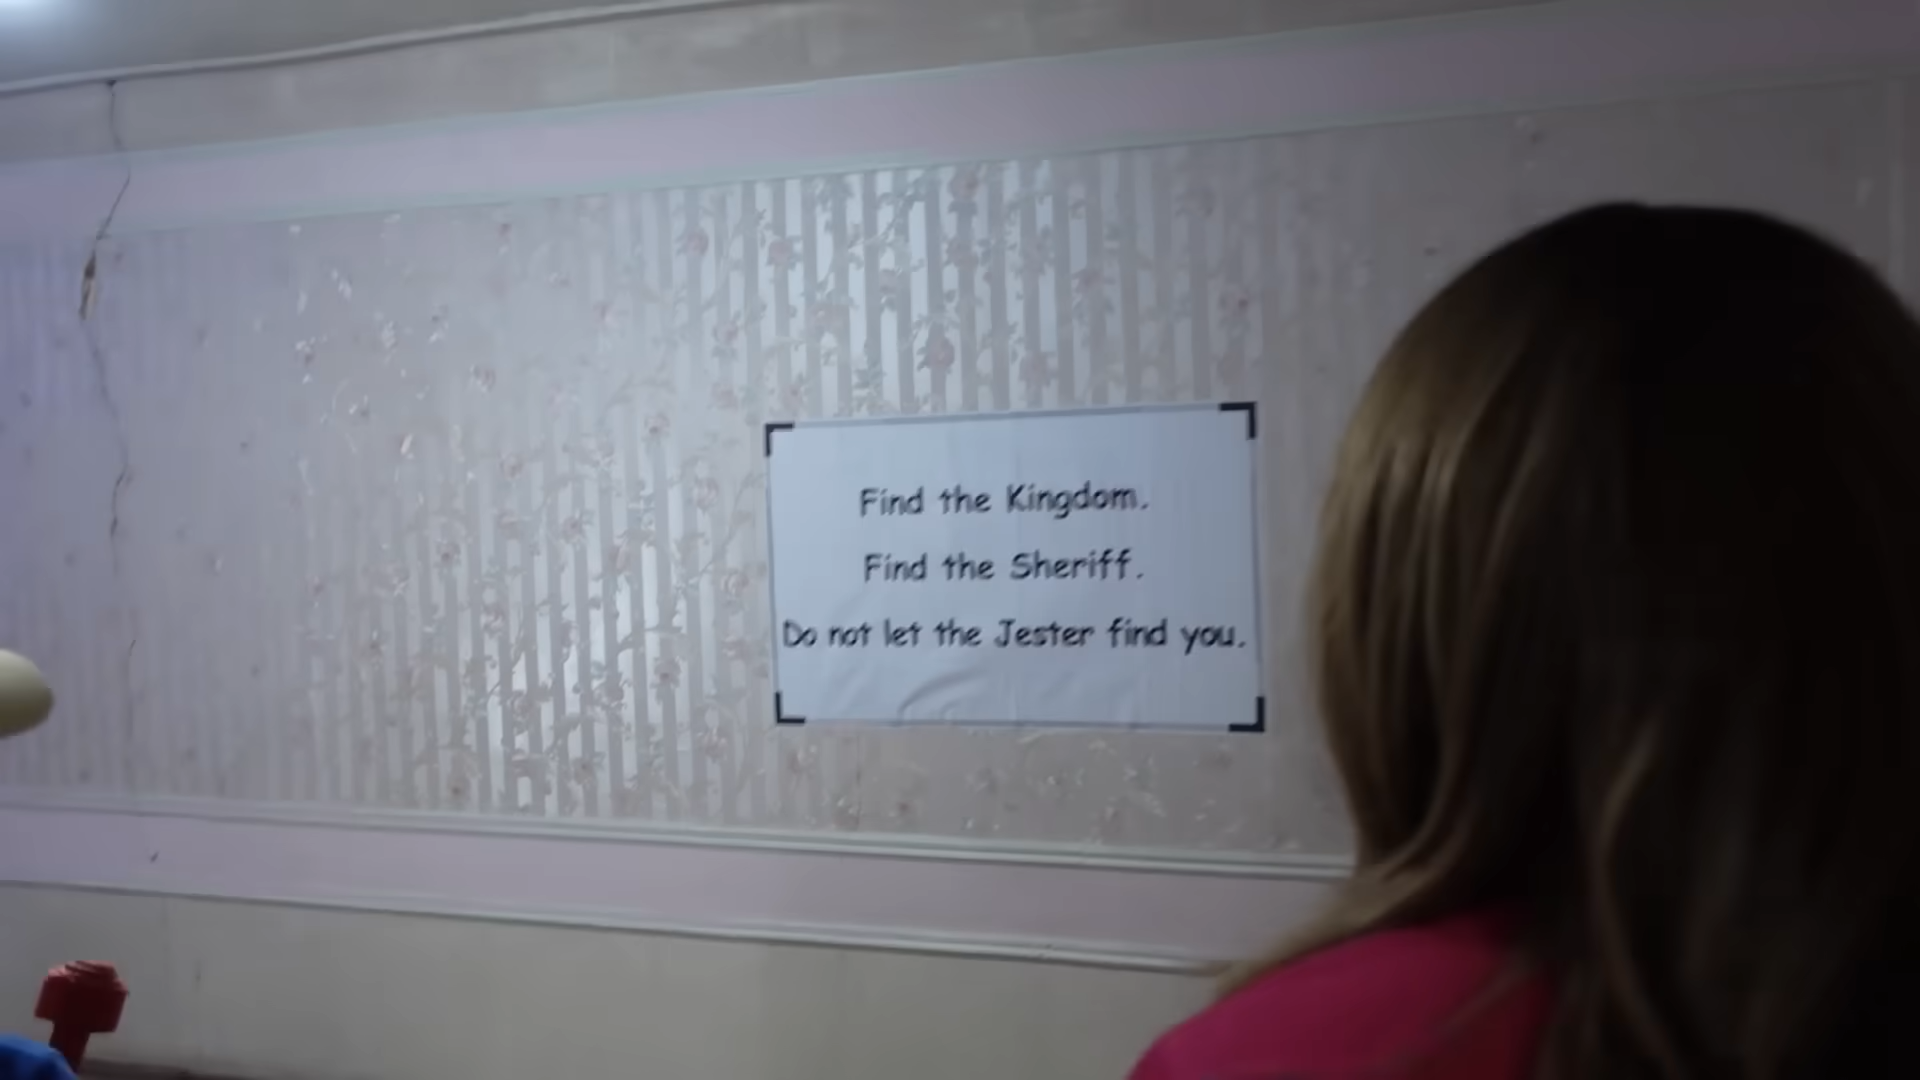 Find the Kingdom.
Find the Sheriff.
Do not let the Jester find you.